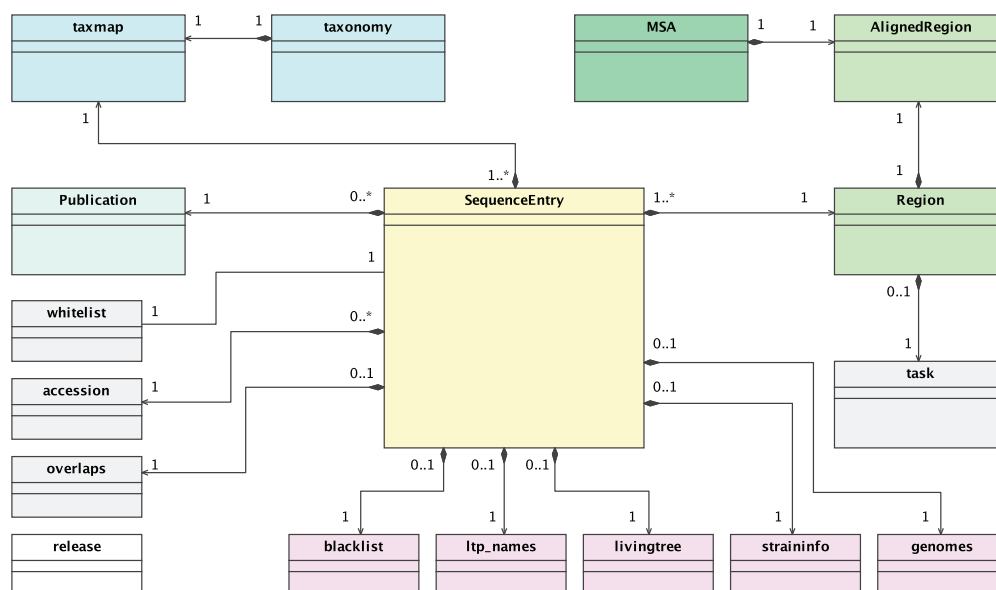 taxmap
1
1
taxonomy
MSA
1
1
AlignedRegion
1
1
1..*
1
Publication
1
0..*
SequenceEntry
1..*
1
Region
1
0..1
whitelist
1
0..*
0..1
1
accession
1
0..1
0..1
task
overlaps
1
0..1
0..1
0..1
1
1
1
1
1
release
blacklist
ltp_names
livingtree
straininfo
genomes